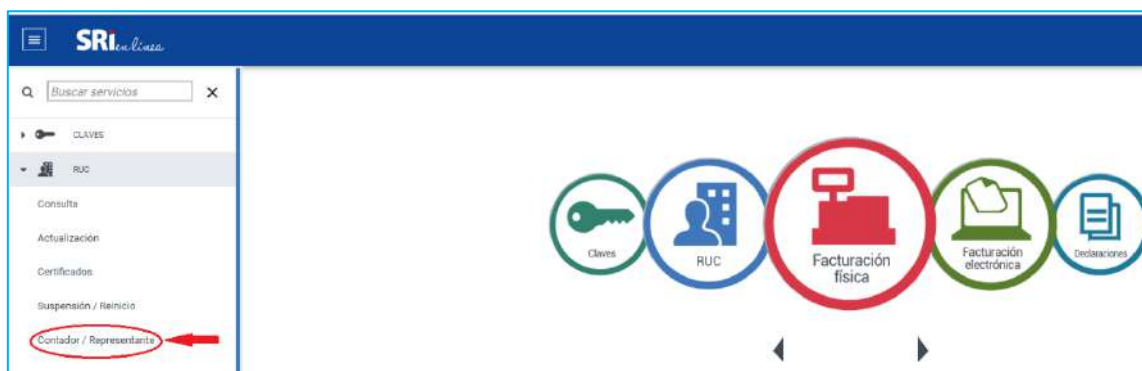 SRi en línea
Buscar servicios
CLAVES
RUC
Consulta
Actualización
Certificados
Suspensión / Reinicio
Contador / Representante
Claves
RUC
Facturación
física
Facturación
electrónica
Declaraciones